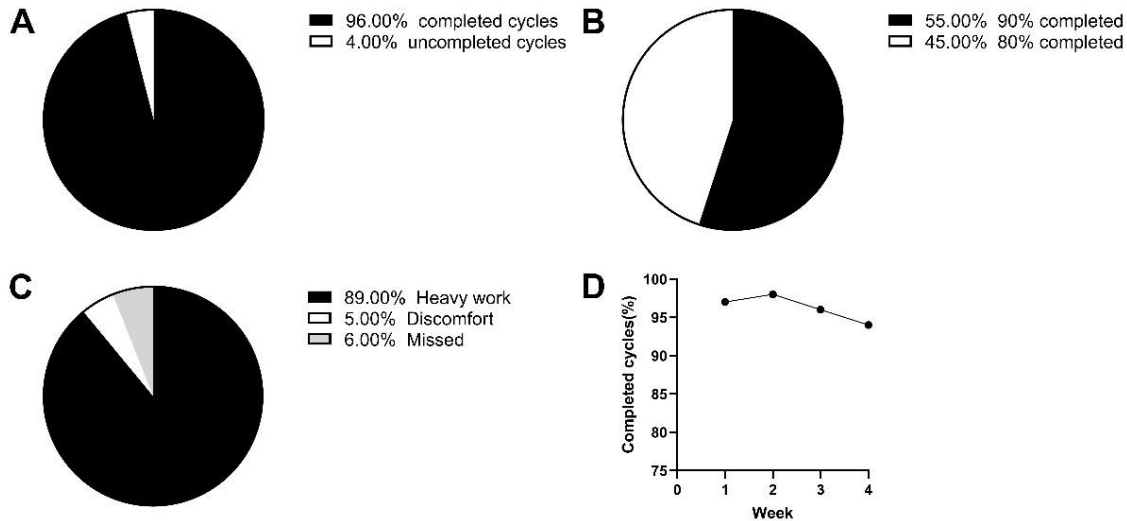 A
96.00% completed cycles
4.00% uncompleted cycles
B
55.00% 90% completed
45.00% 80% completed
C
89.00% Heavy work
5.00% Discomfort
6.00% Missed
D
100
95
90
85
80
75
Completed cycles(%)
0 1 2 3 4
Week